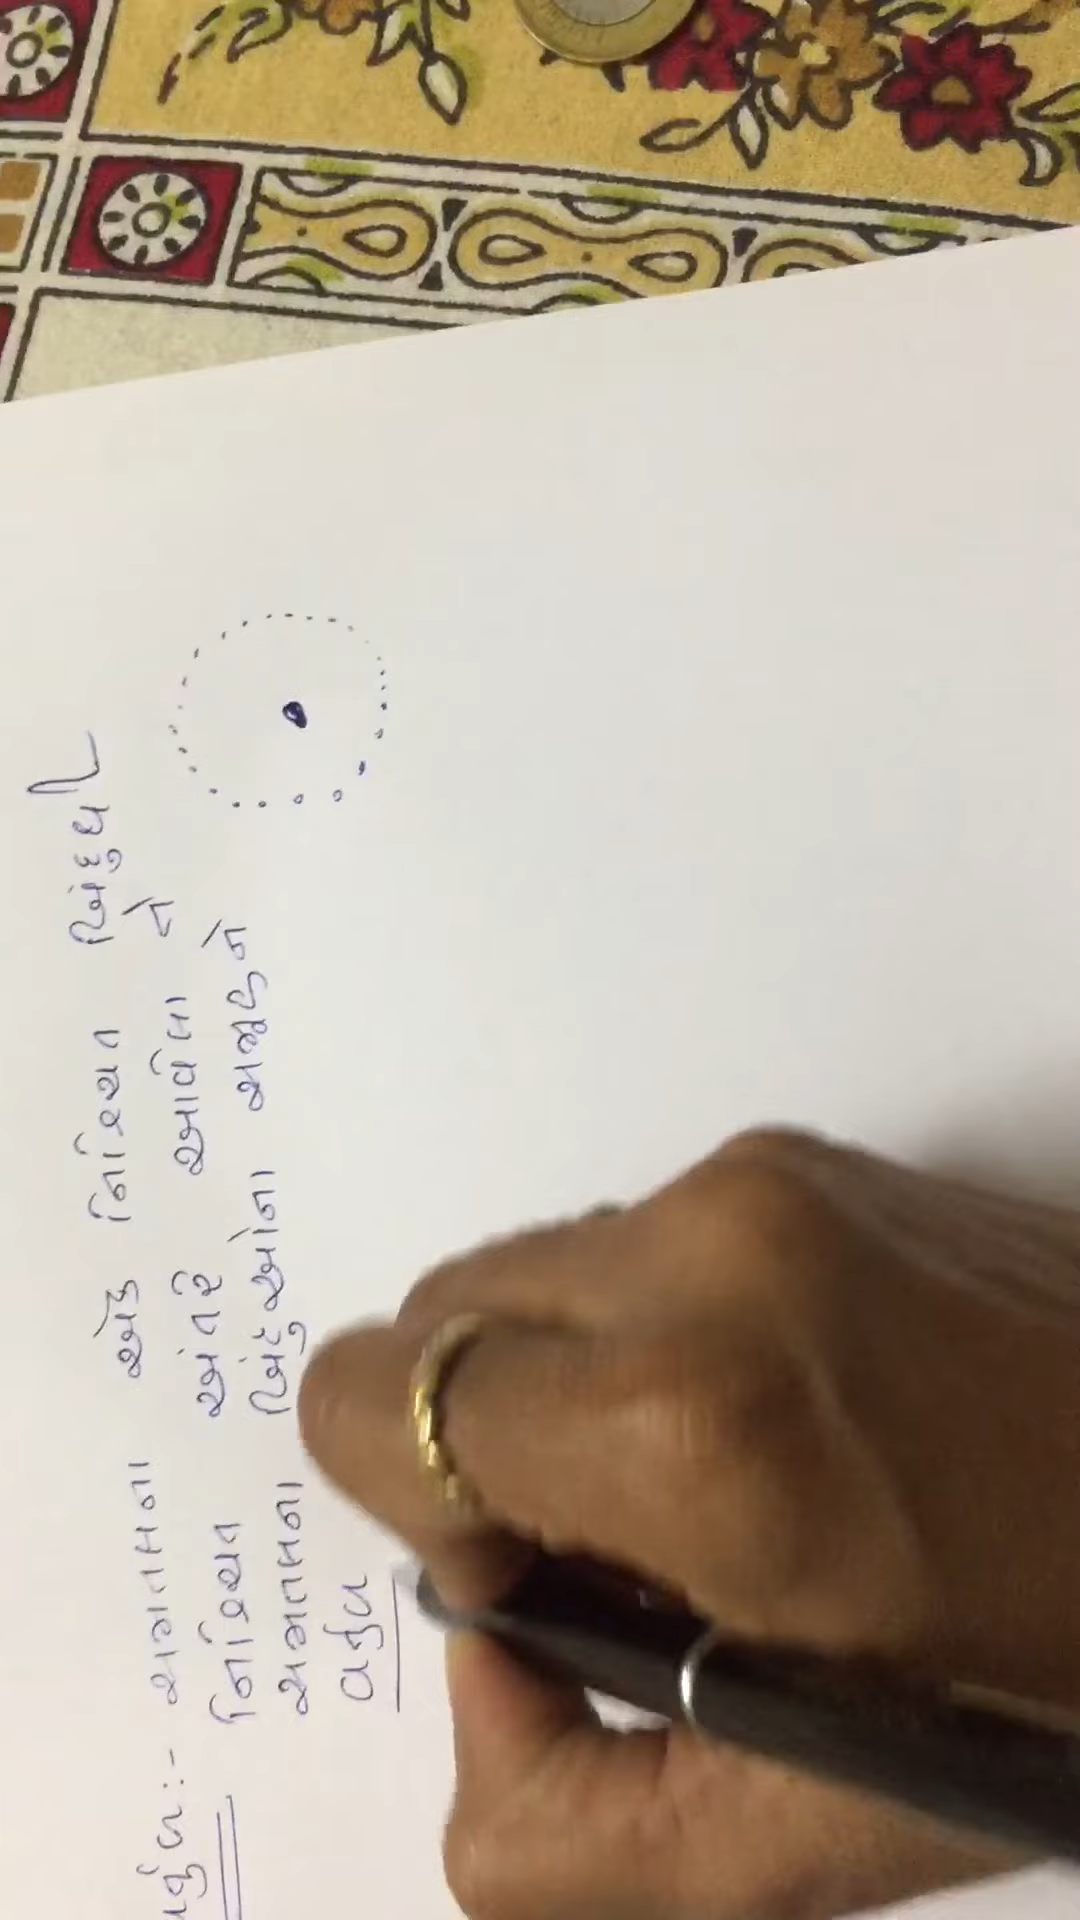 વર્તુળ :- સમતલના એક નિશ્ચિત બિંદુથી
નિશ્ચિત અંતરે આવેલા તે
સમતલના બિંદુઓના સમૂહને
વર્તુળ